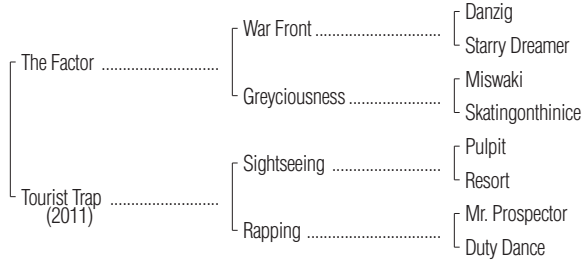 Danzig
War Front
Starry Dreamer
The Factor
Miswaki
Greyciousness
Skatingonthinice
Pulpit
Sightseeing
Resort
Tourist Trap
(2011)
Mr. Prospector
Rapping
Duty Dance